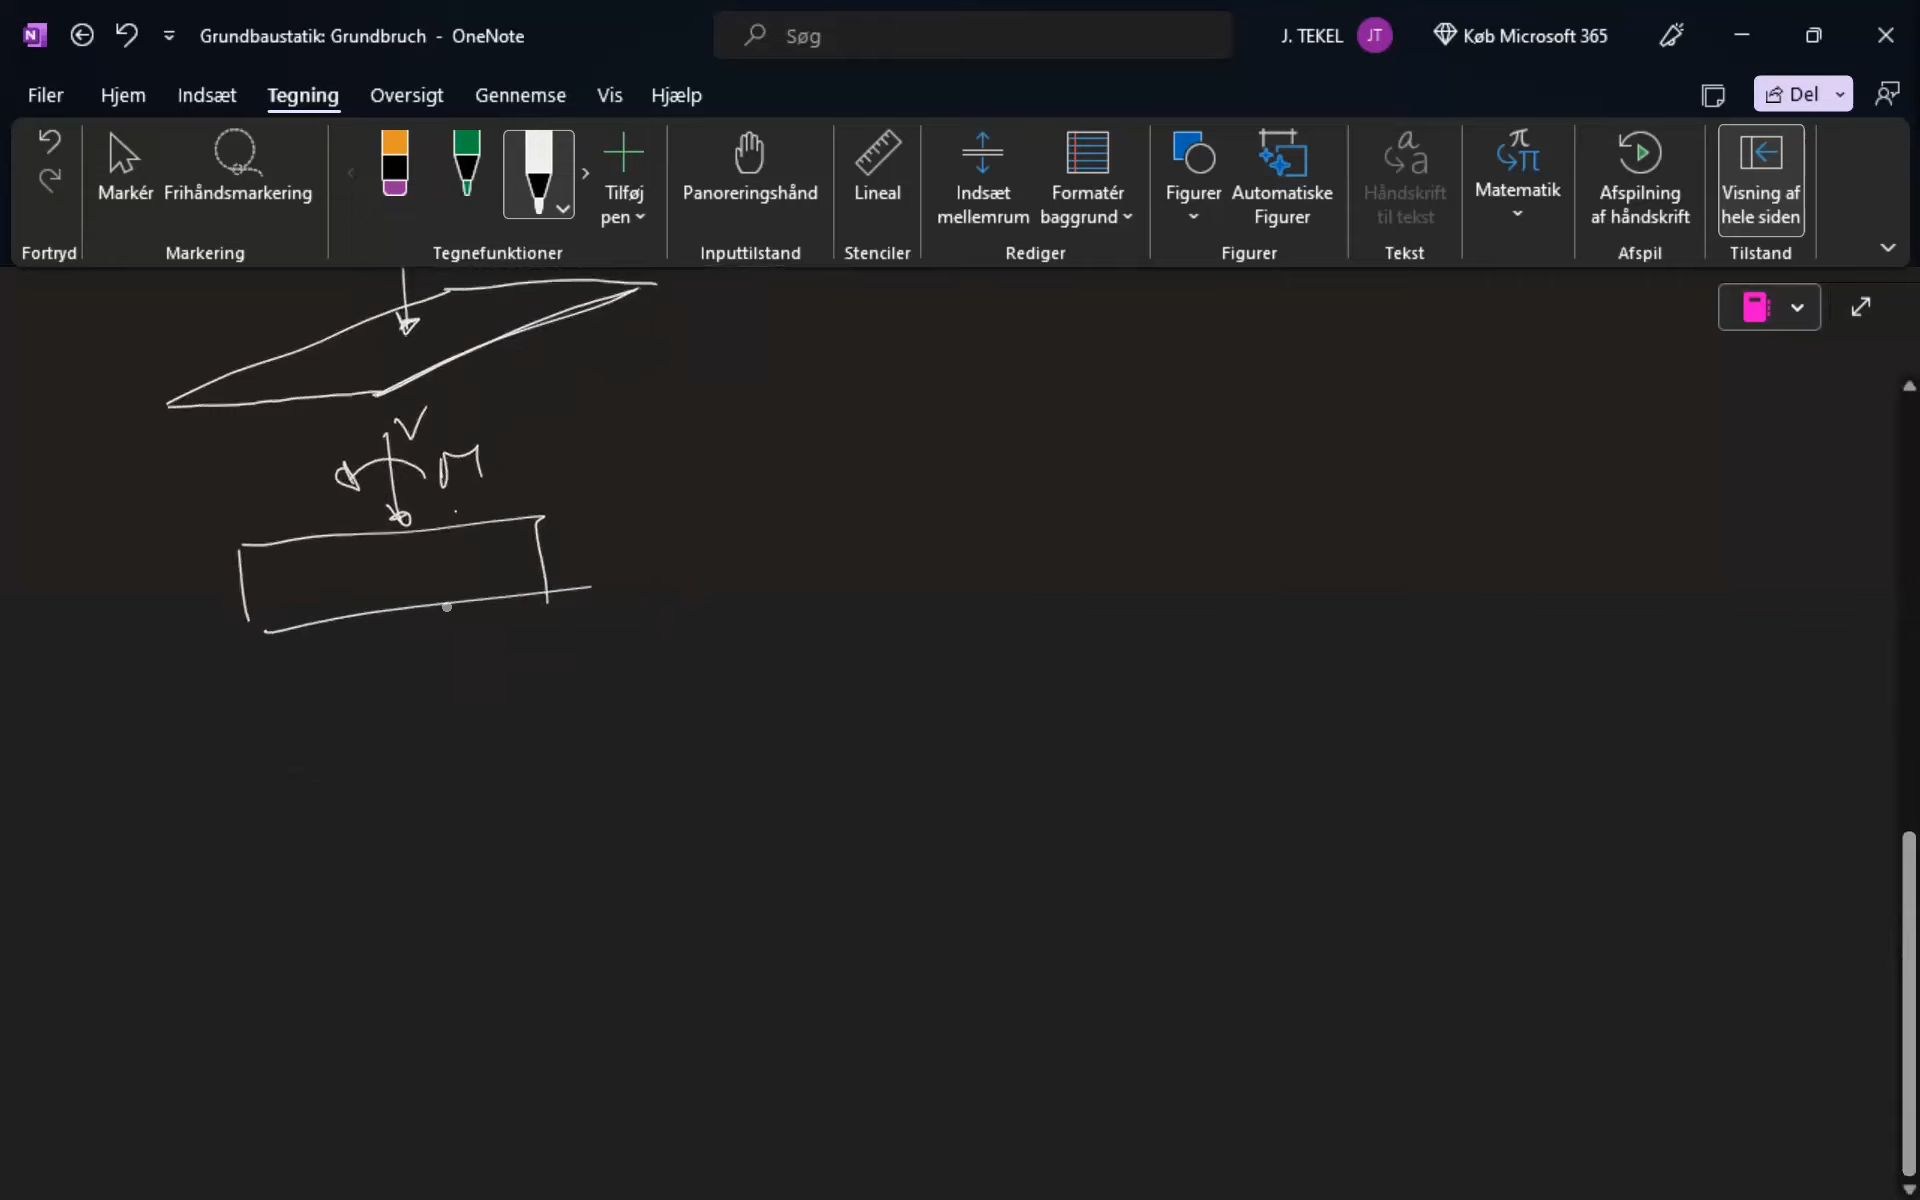 Grundbaustatik: Grundbruch - OneNote
Søg
J. TEKEL
JT
Køb Microsoft 365
Filer
Hjem
Indsæt
Tegning
Oversigt
Gennemse
Vis
Hjælp
Del
Markér
Frihåndsmarkering
Tilføj
pen
Panoreringshånd
Lineal
Indsæt
mellemrum
Formatér
baggrund
Figurer
Automatiske
Figurer
Håndskrift
til tekst
Matematik
Afspilning
af håndskrift
Visning af
hele siden
Fortryd
Markering
Tegnefunktioner
Inputtilstand
Stenciler
Rediger
Figurer
Tekst
Afspil
Tilstand
V
M